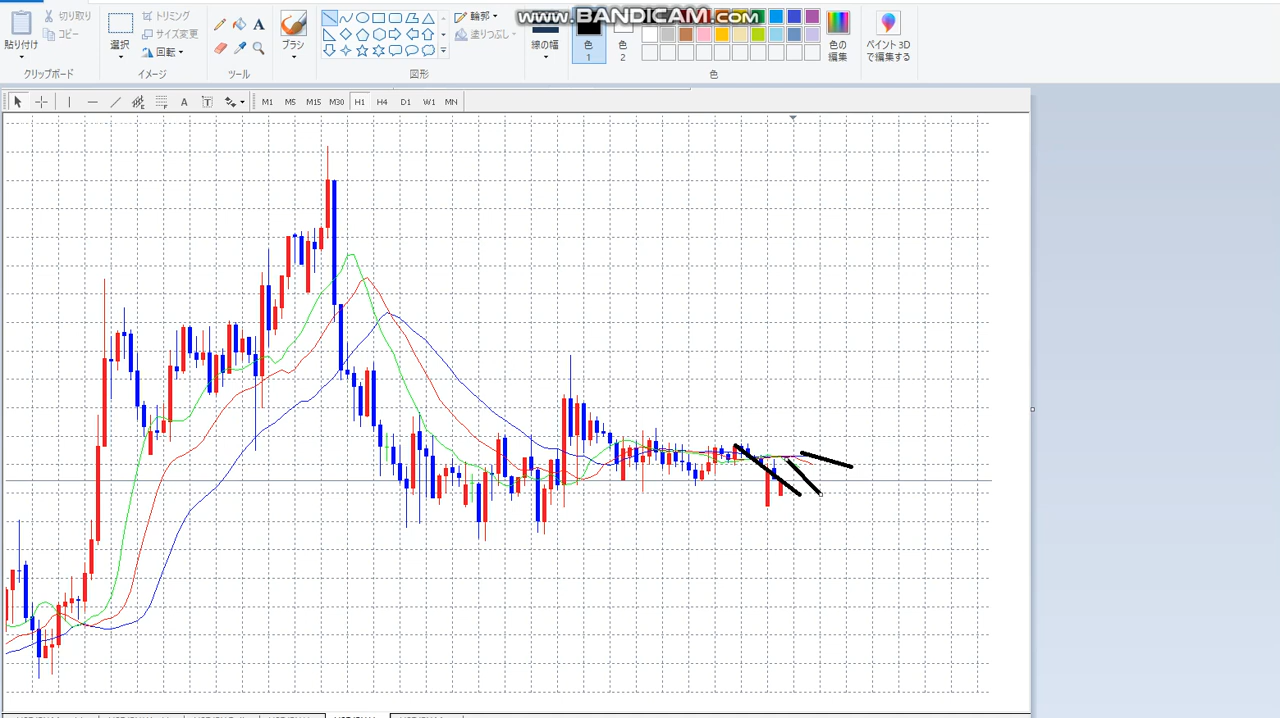 www.BANDICAM.com
切り取り
コピー
貼り付け
クリップボード
選択
トリミング
サイズ変更
回転
イメージ
ツール
ブラシ
輪郭
塗りつぶし
図形
線の幅
色
1
色
2
色の
編集
色
ペイント 3D
で編集する
A T M1 M5 M15 M30 H1 H4 D1 W1 MN